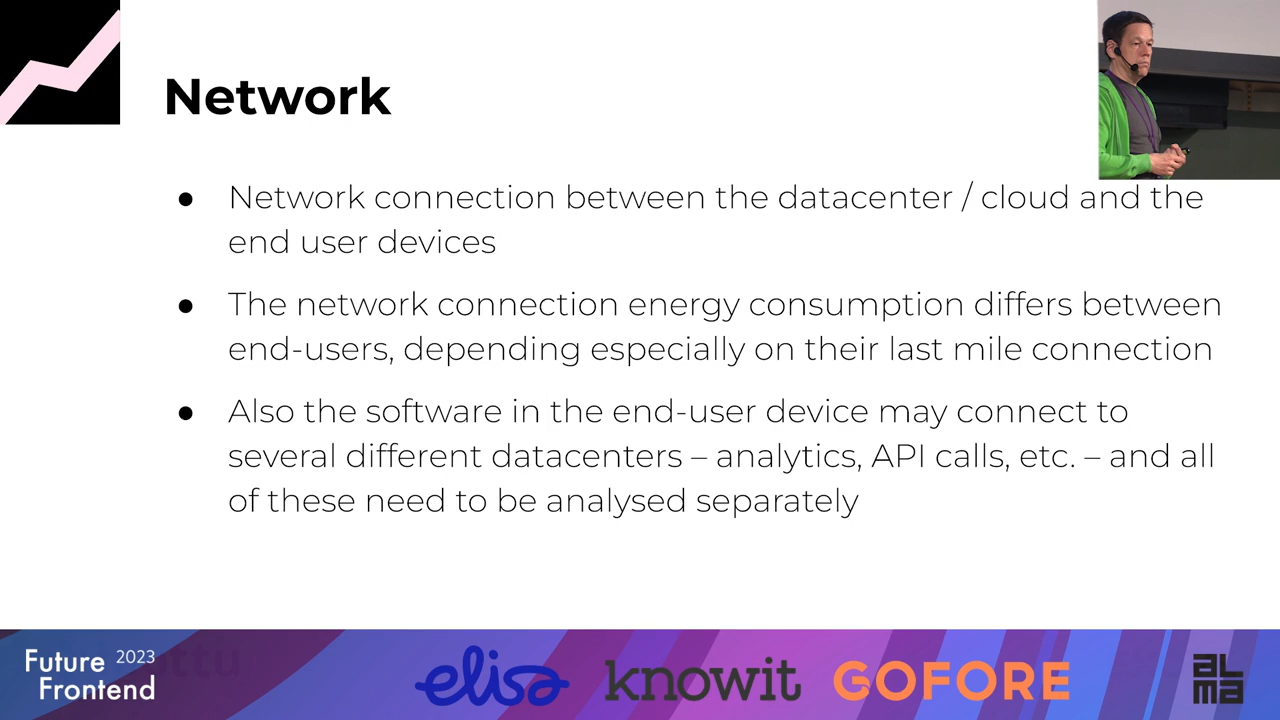 Network
● Network connection between the datacenter / cloud and the
end user devices
● The network connection energy consumption differs between
end-users, depending especially on their last mile connection
● Also the software in the end-user device may connect to
several different datacenters – analytics, API calls, etc. – and all
of these need to be analysed separately
Future 2023
Frontend
elisa
knowit
GOFORE
ALMA